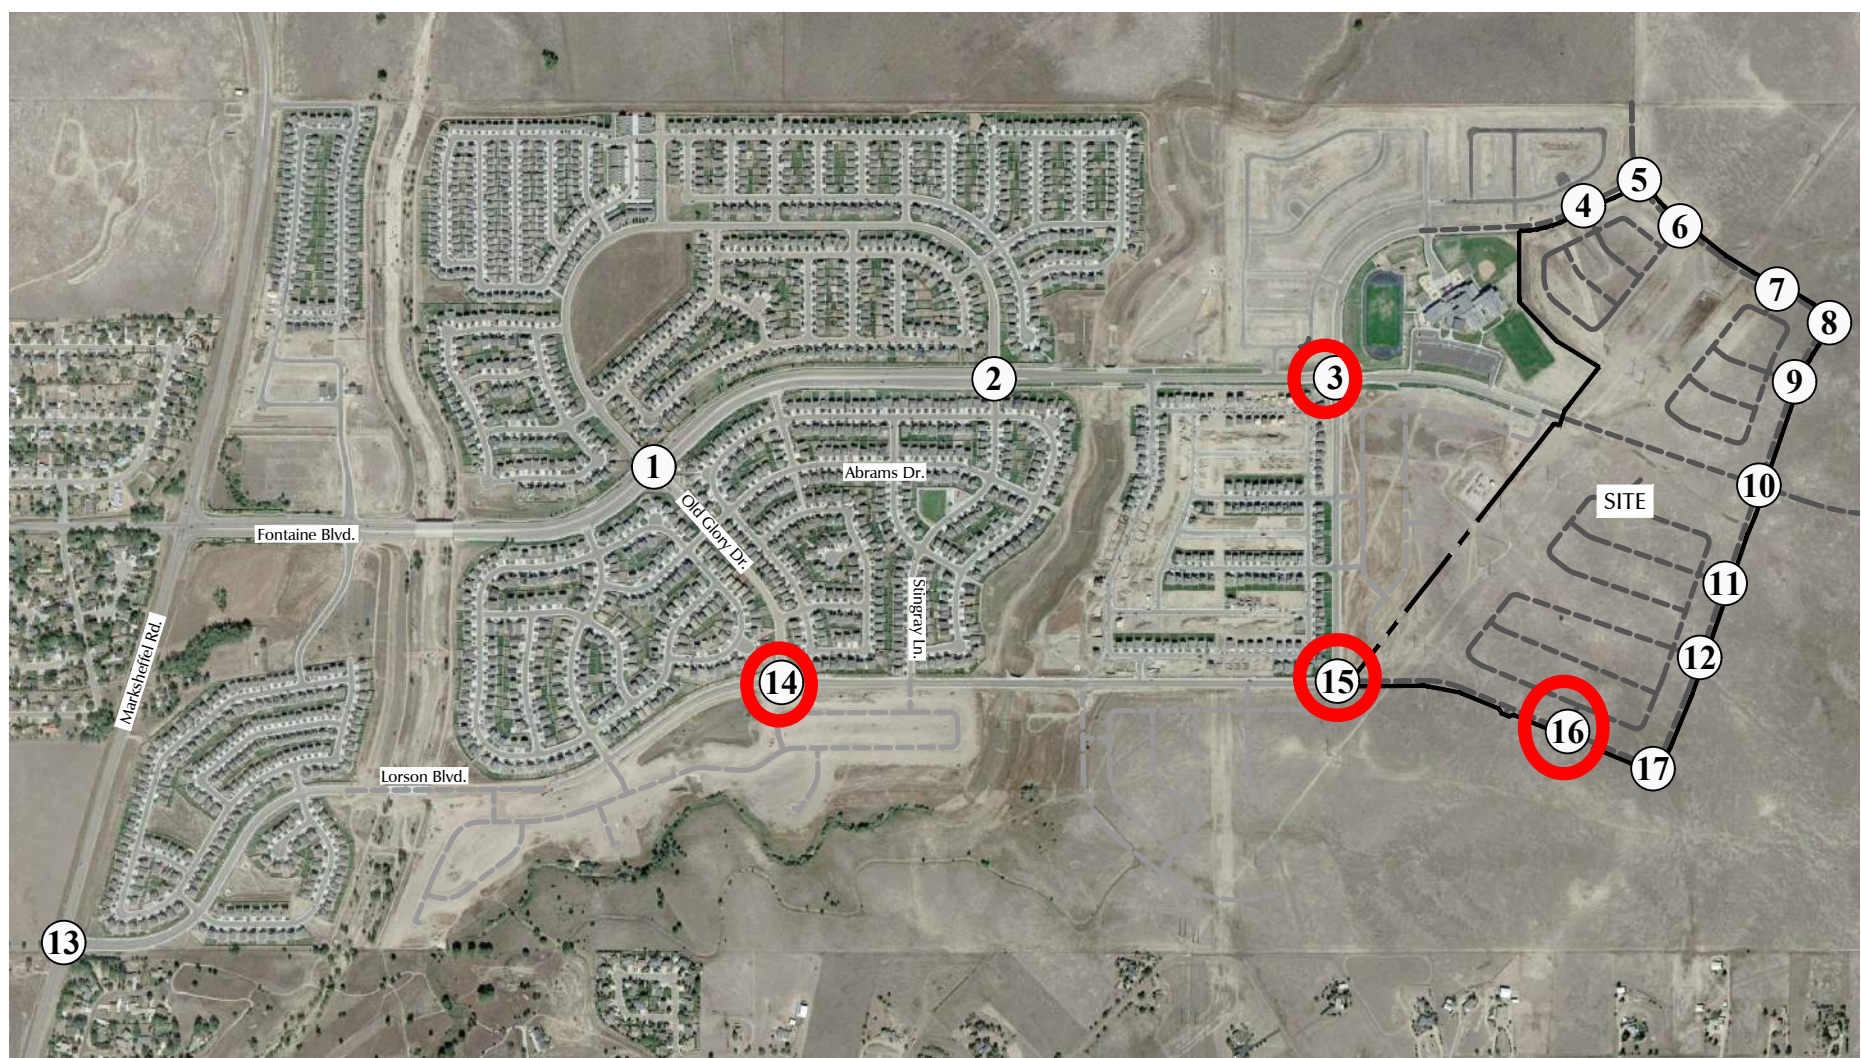 5
4
6
7
8
2
3
9
1
Abrams Dr.
10
SITE
Old Glory Dr.
Fontaine Blvd.
11
Stingray Ln.
12
Marksheffel Rd.
14
15
16
17
Lorson Blvd.
13